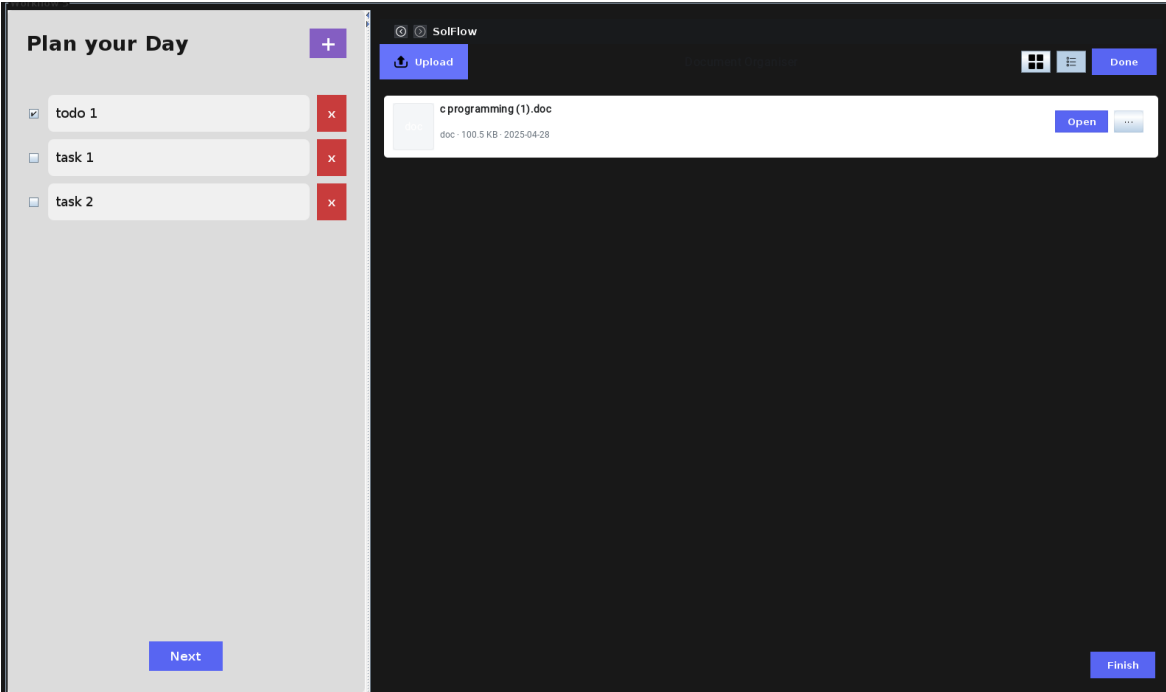 Plan your Day
+
todo 1
x
task 1
x
task 2
x
Next
SolFlow
Upload
Done
c programming (1).doc
doc · 100.5 KB · 2025-04-28
Open
...
Finish